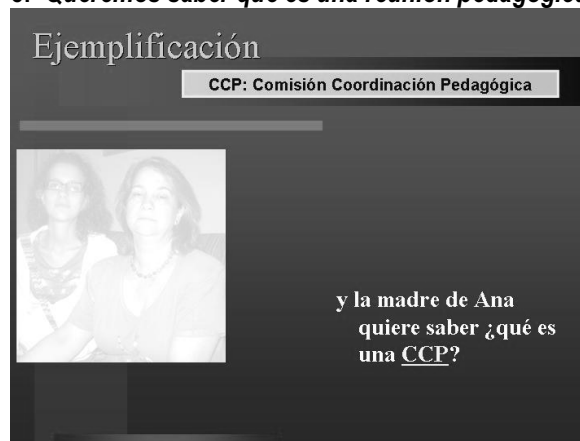 Ejemplificación
CCP: Comisión Coordinación Pedagógica
y la madre de Ana
quiere saber ¿qué es
una CCP?